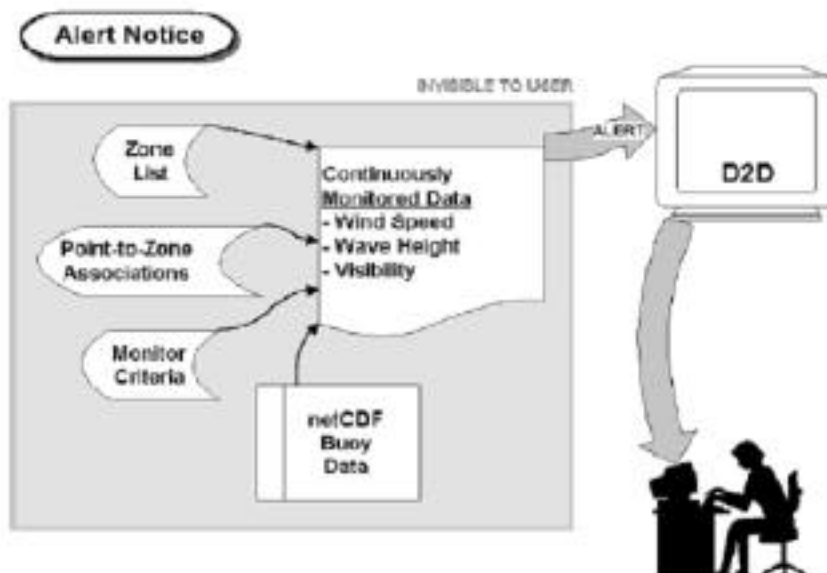 Alert Notice
INVISIBLE TO USER
Zone
List
Point-to-Zone
Associations
Monitor
Criteria
Continuously
Monitored Data
- Wind Speed
- Wave Height
- Visibility
netCDF
Buoy
Data
ALERT
D2D